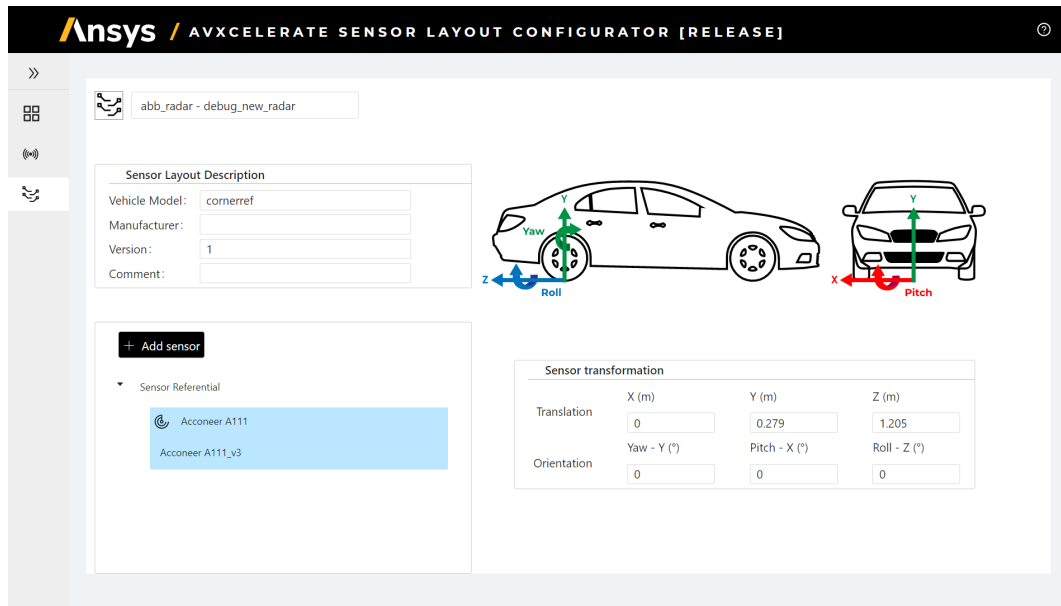 Ansys / AVXCELERATE SENSOR LAYOUT CONFIGURATOR [RELEASE]
abb_radar - debug_new_radar
Sensor Layout Description
Vehicle Model: cornerref
Manufacturer:
Version: 1
Comment:
Y
Yaw
Z
Roll
Y
X
Pitch
+ Add sensor
Sensor Referential
Acconeer A111
Acconeer A111_v3
Sensor transformation
X (m) Y (m) Z (m)
Translation
0 0.279 1.205
Yaw - Y (°) Pitch - X (°) Roll - Z (°)
Orientation
0 0 0